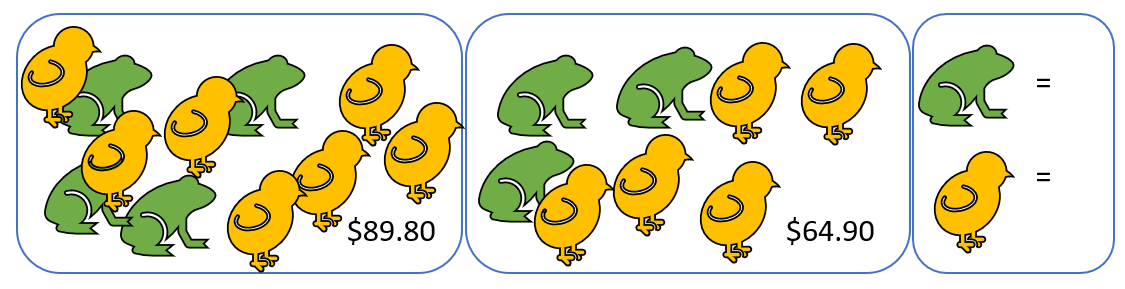 $89.80
$64.90
=
=